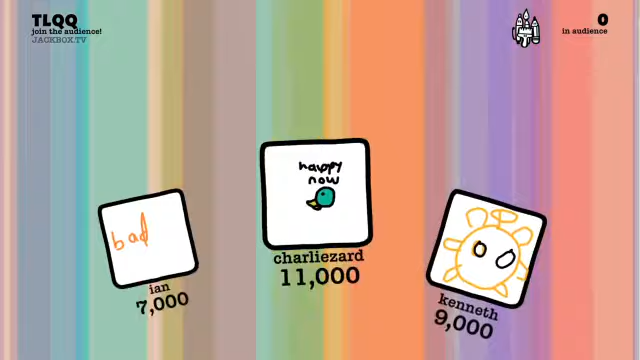 TLQQ
join the audience!
JACKBOX.TV
0
in audience
happy
now
charliezard
11,000
bad
ian
7,000
kenneth
9,000